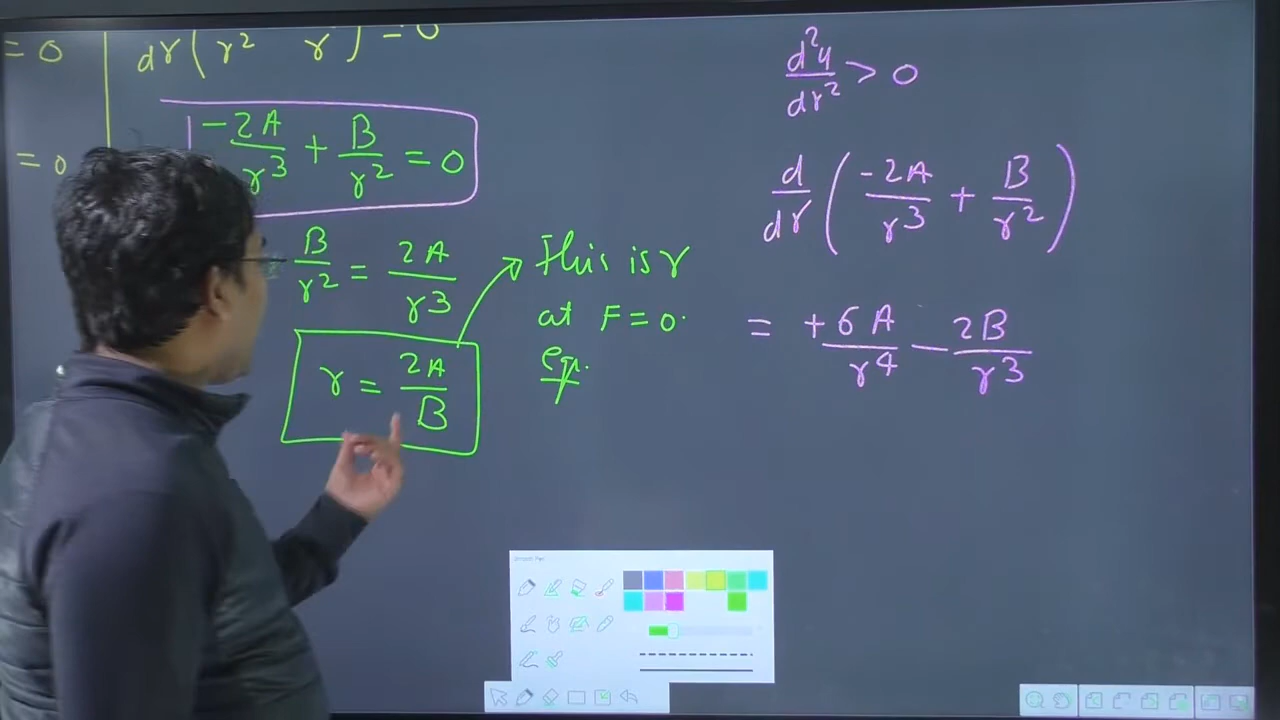 = 0
dr ( r² r ) = 0
-2A/r³ + B/r² = 0
= 0
B/r² = 2A/r³
r = 2A/B
This is r
at F = 0.
eq.
d²u/dr² > 0
d/dr ( -2A/r³ + B/r² )
= +6A/r⁴ - 2B/r³